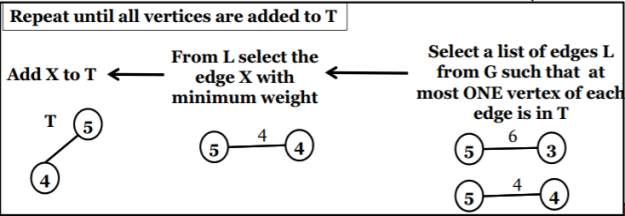 Repeat until all vertices are added to T
Add X to T
From L select the
edge X with
minimum weight
Select a list of edges L
from G such that at
most ONE vertex of each
edge is in T
T
5
4
5
4
4
5
6
3
5
4
4